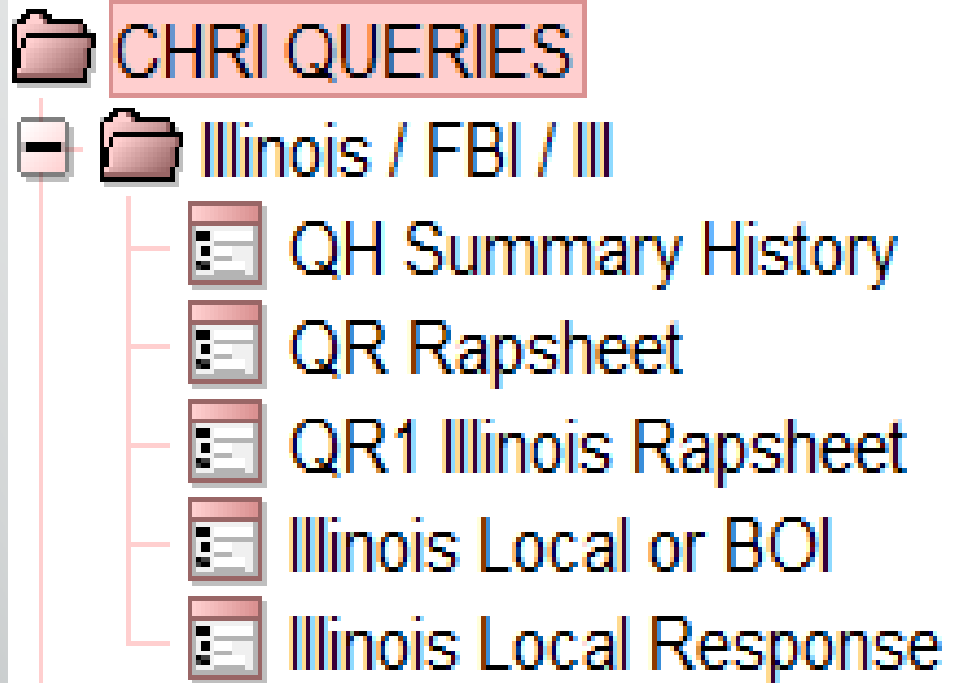 CHRI QUERIES
Illinois / FBI / III
QH Summary History
QR Rapsheet
QR1 Illinois Rapsheet
Illinois Local or BOI
Illinois Local Response